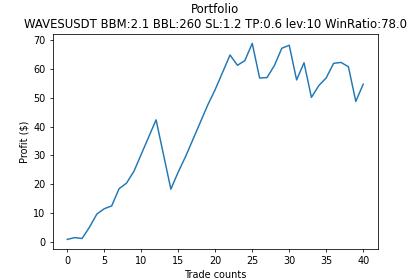 Portfolio
WAVESUSDT BBM:2.1 BBL:260 SL:1.2 TP:0.6 lev:10 WinRatio:78.0
70
60
50
40
30
20
10
0
Profit ($)
0 5 10 15 20 25 30 35 40
Trade counts